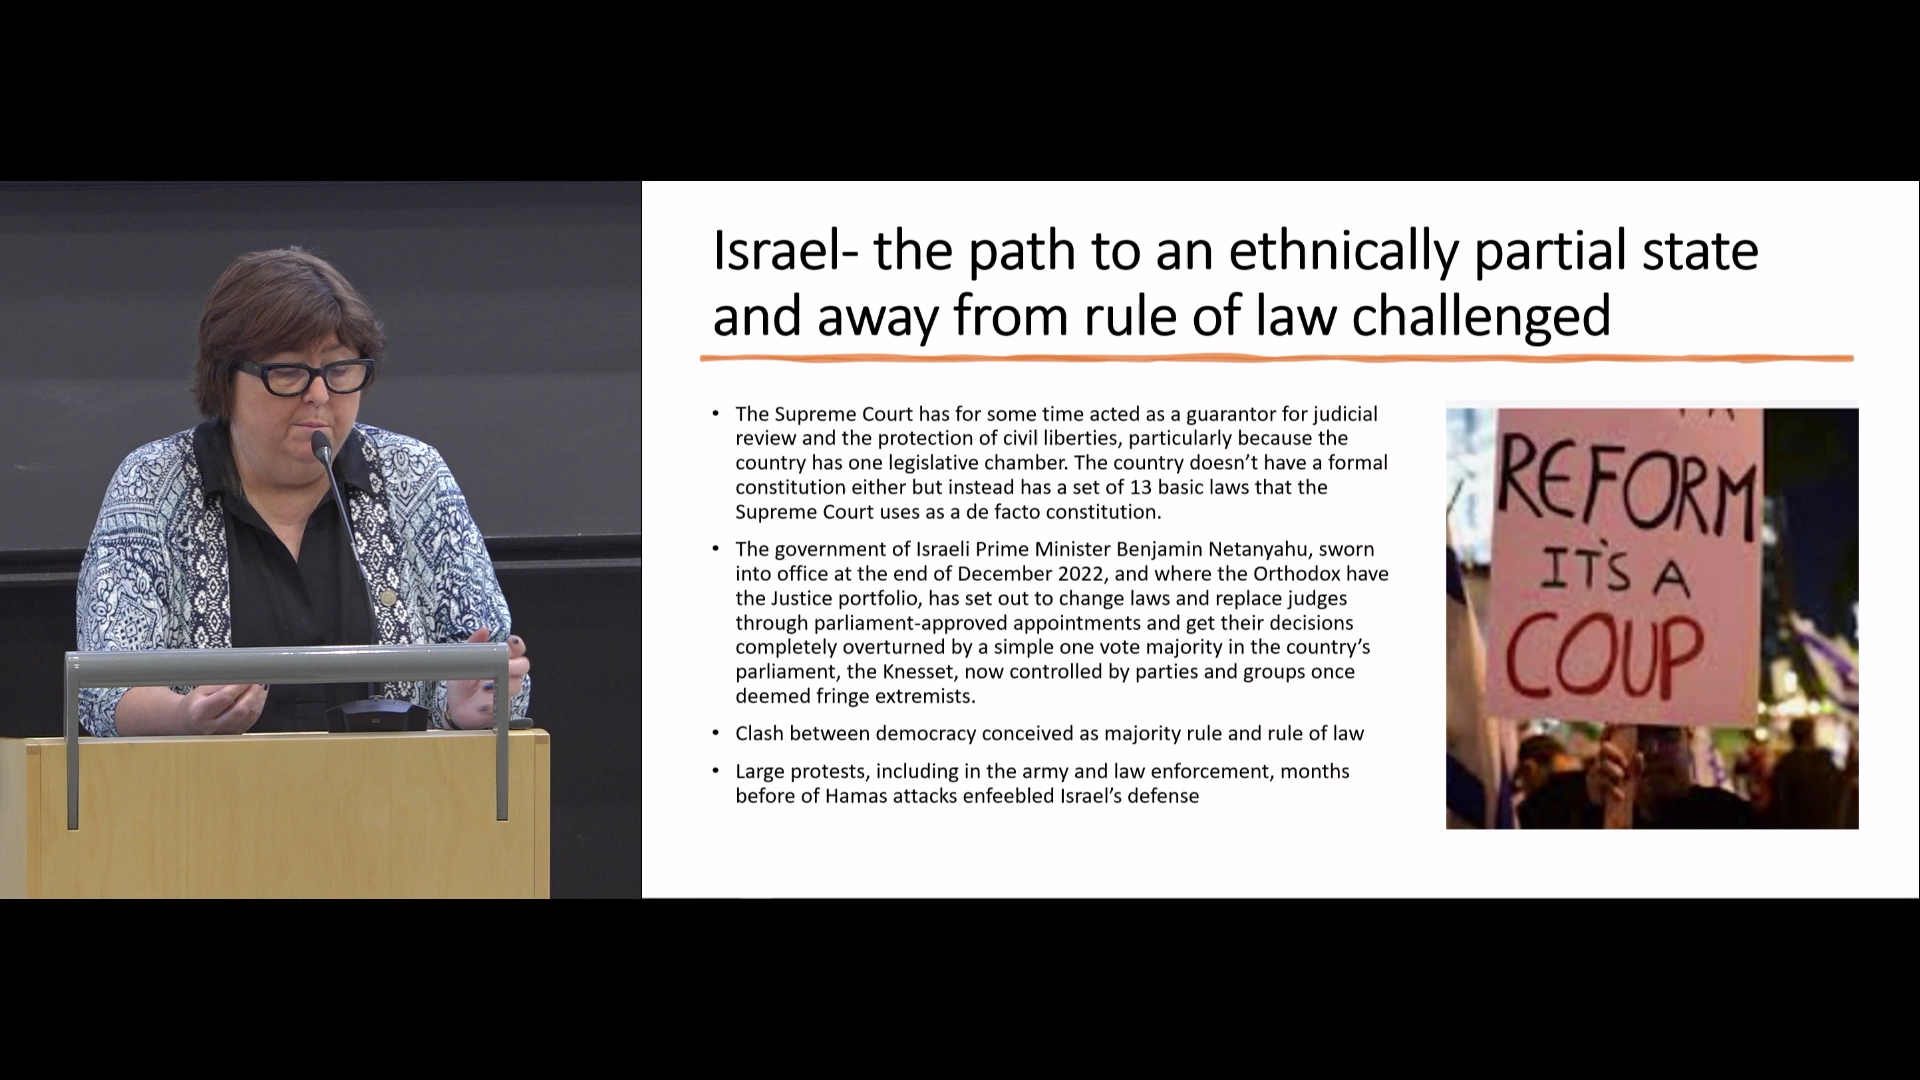 Israel- the path to an ethnically partial state
and away from rule of law challenged
• The Supreme Court has for some time acted as a guarantor for judicial
review and the protection of civil liberties, particularly because the
country has one legislative chamber. The country doesn’t have a formal
constitution either but instead has a set of 13 basic laws that the
Supreme Court uses as a de facto constitution.
• The government of Israeli Prime Minister Benjamin Netanyahu, sworn
into office at the end of December 2022, and where the Orthodox have
the Justice portfolio, has set out to change laws and replace judges
through parliament-approved appointments and get their decisions
completely overturned by a simple one vote majority in the country’s
parliament, the Knesset, now controlled by parties and groups once
deemed fringe extremists.
• Clash between democracy conceived as majority rule and rule of law
• Large protests, including in the army and law enforcement, months
before of Hamas attacks enfeebled Israel’s defense
REFORM
IT'S A
COUP